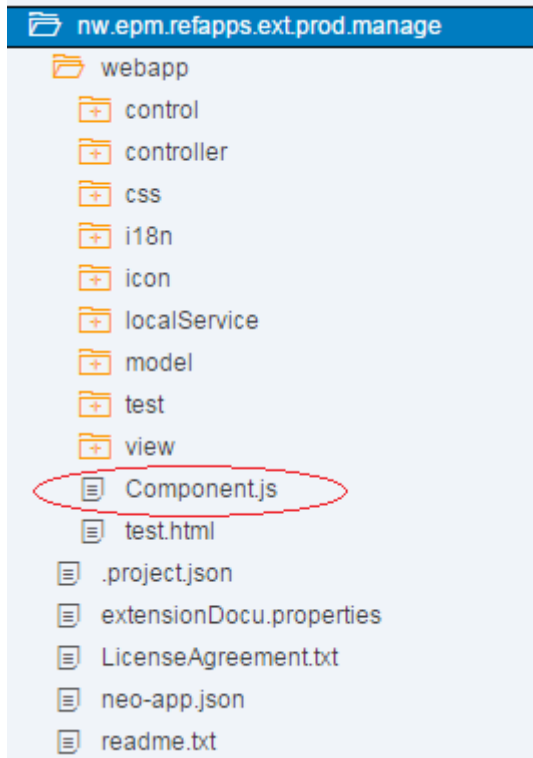 nw.epm.refapps.ext.prod.manage
webapp
control
controller
css
i18n
icon
localService
model
test
view
Component.js
test.html
.project.json
extensionDocu.properties
LicenseAgreement.txt
neo-app.json
readme.txt